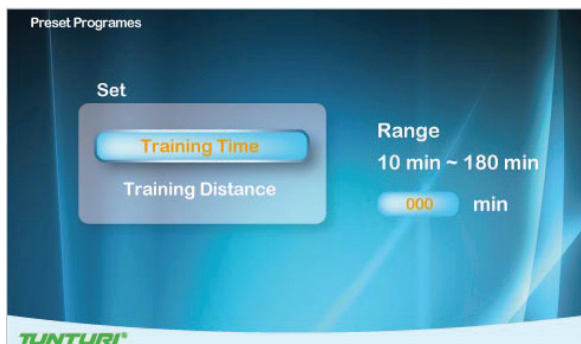 Preset Programes
Set
Training Time
Training Distance
Range
10 min ~ 180 min
000 min
TUNTURI®